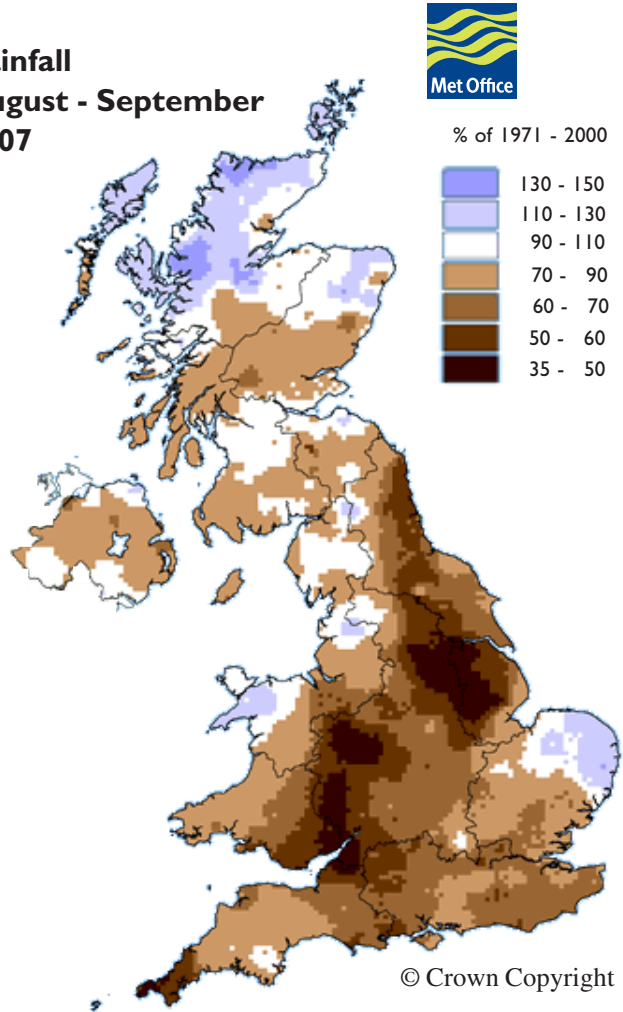 infall
gust - September
07
Met Office
% of 1971 - 2000
130 - 150
110 - 130
90 - 110
70 - 90
60 - 70
50 - 60
35 - 50
© Crown Copyright